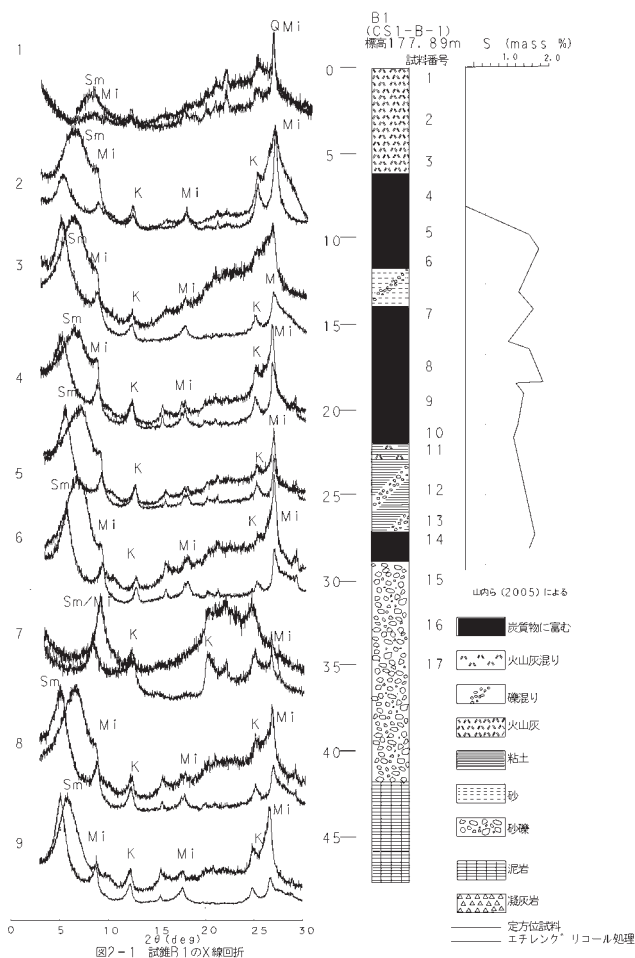 B1
(CS1-B-1)
標高177.89m
試料番号
S (mass %)
1.0 2.0
0
5
10
15
20
25
30
35
40
45
1
2
3
4
5
6
7
8
9
10
11
12
13
14
15
16
17
山内ら(2005)による
炭質物に富む
火山灰混り
礫混り
火山灰
粘土
砂
砂礫
泥岩
凝灰岩
定方位試料
エチレングリコール処理
1
Sm
Mi
QMi
2
Sm
Mi
K
Mi
K
Mi
3
Sm
Mi
K
Mi
K
M
4
Sm
Mi
K
Mi
K
Mi
5
Sm
K
K
Mi
6
Sm
Mi
K
Mi
K
Mi
7
Sm/Mi
K
K
Mi
8
Sm
Mi
K
Mi
K
Mi
9
Sm
Mi
K
Mi
K
Mi
0 5 10 15 20 25 30
2θ(deg)
図2-1 試錐B1のX線回折